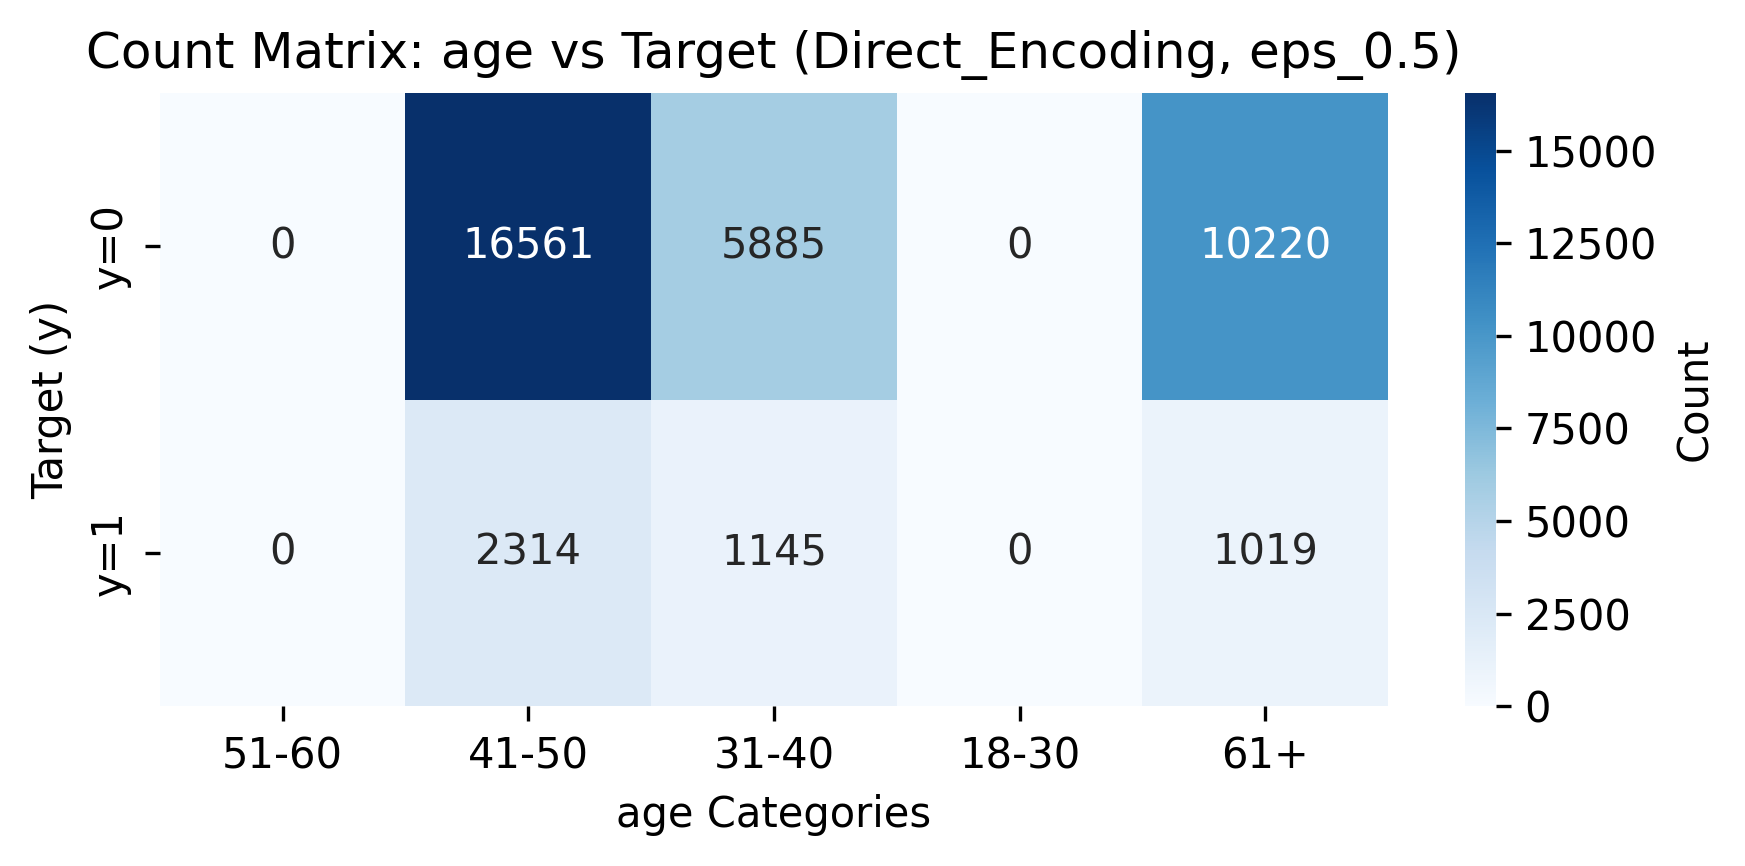 Count Matrix: age vs Target (Direct_Encoding, eps_0.5)
Target (y)
y=0
0 16561 5885 0 10220
y=1
0 2314 1145 0 1019
51-60 41-50 31-40 18-30 61+
age Categories
15000
12500
10000
7500
5000
2500
0
Count